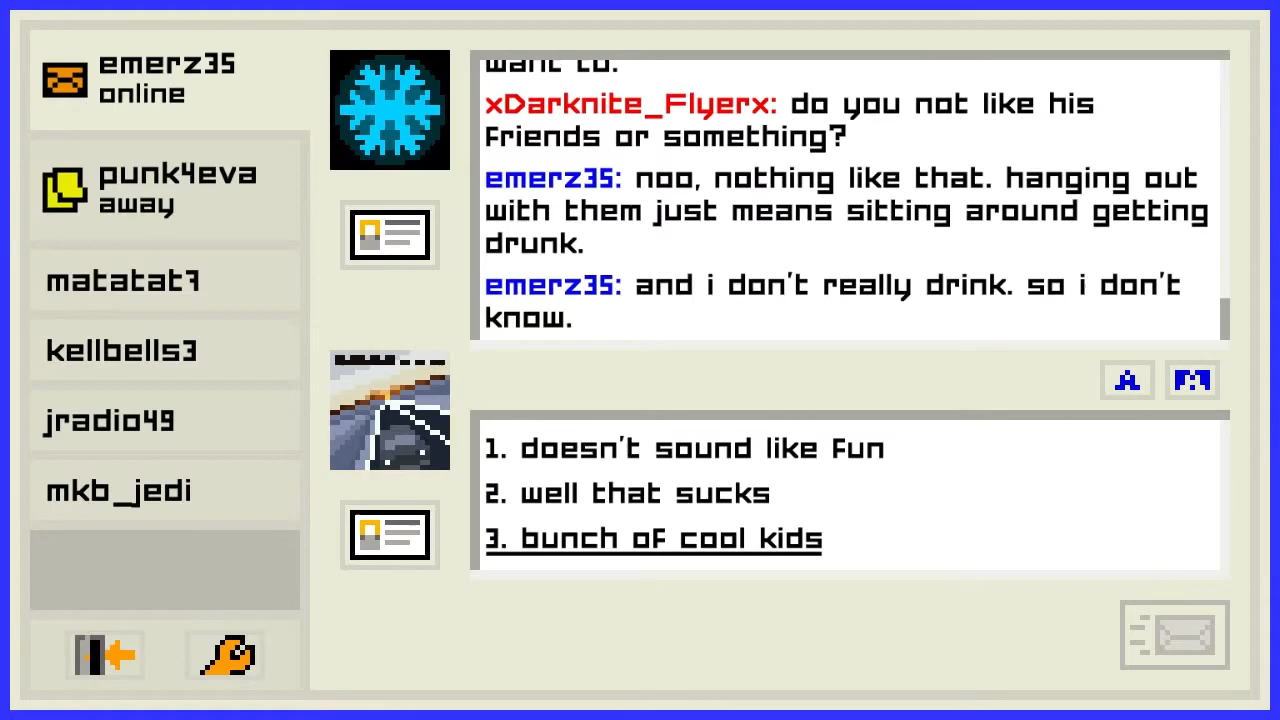 emerz35
online
punk4eva
away
matatat7
kellbells3
jradio49
mkb_jedi
want to.
xDarknite_Flyerx: do you not like his
Friends or something?
emerz35: noo, nothing like that. hanging out
with them just means sitting around getting
drunk.
emerz35: and i don't really drink. so i don't
know.
A
1. doesn't sound like Fun
2. well that sucks
3. bunch oF cool kids